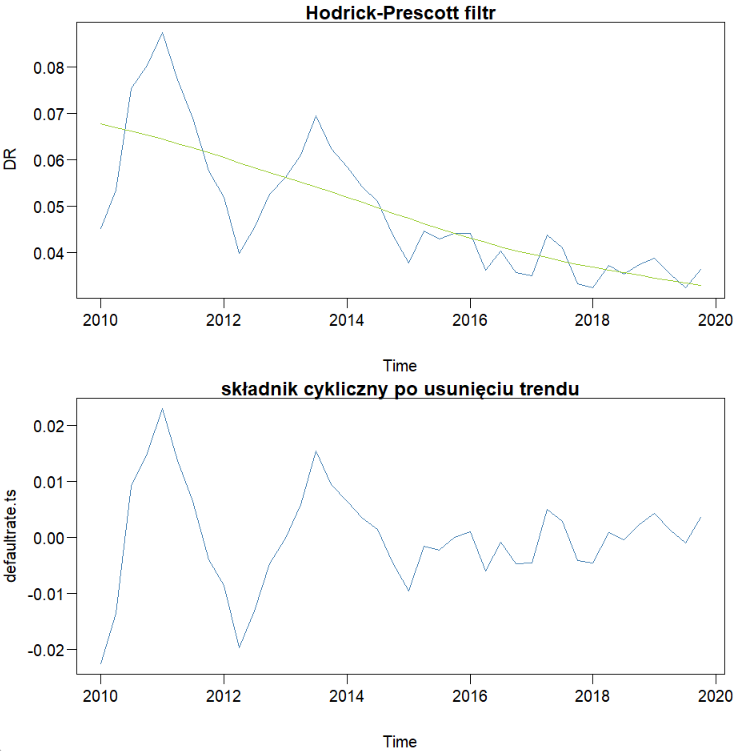 Hodrick-Prescott filtr
DR
0.08
0.07
0.06
0.05
0.04
2010 2012 2014 2016 2018 2020
Time
składnik cykliczny po usunięciu trendu
defaultrate.ts
0.02
0.01
0.00
-0.01
-0.02
2010 2012 2014 2016 2018 2020
Time